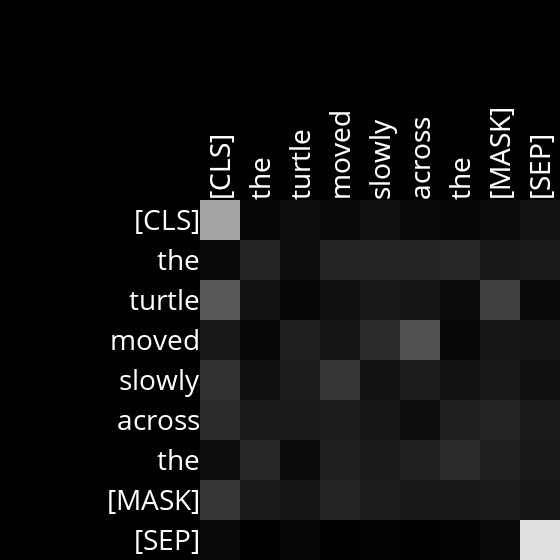 [CLS] the turtle moved slowly across the [MASK] [SEP]
[CLS]
the
turtle
moved
slowly
across
the
[MASK]
[SEP]